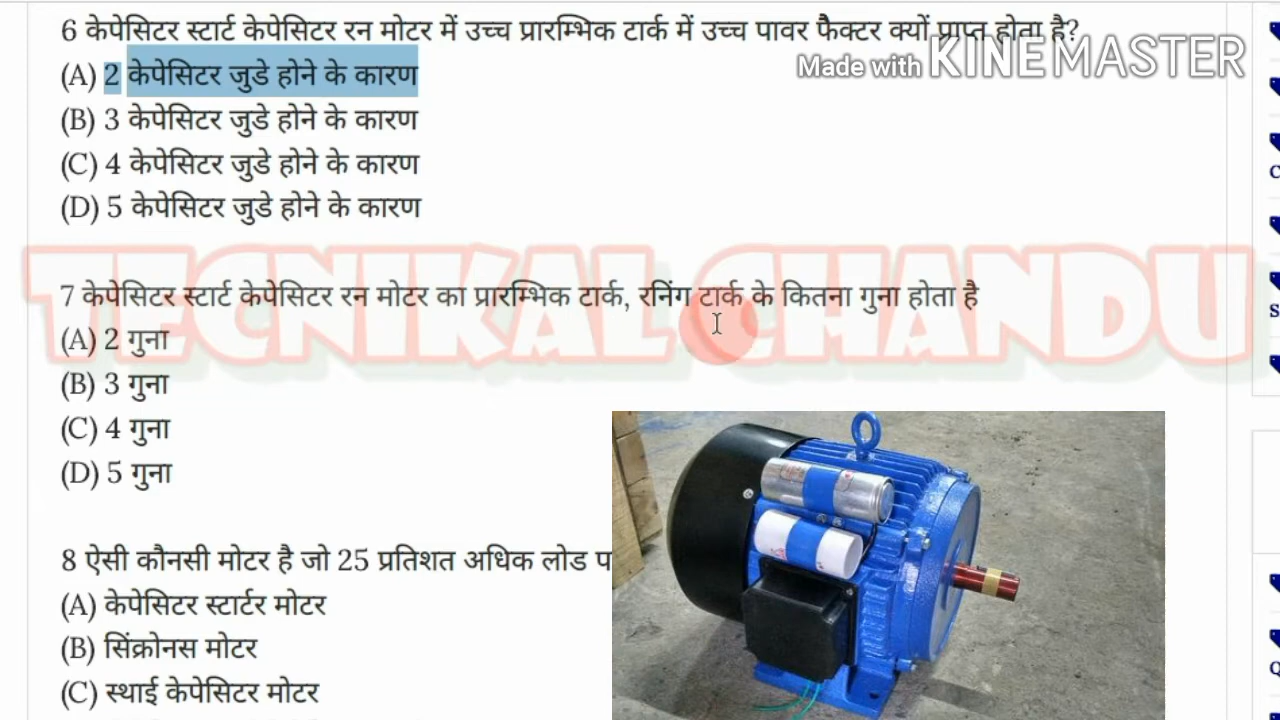 6 केपेसिटर स्टार्ट केपेसिटर रन मोटर में उच्च प्रारम्भिक टार्क में उच्च पावर फैक्टर क्यों प्राप्त होता है?
Made with KINEMASTER
(A) 2 केपेसिटर जुडे होने के कारण
(B) 3 केपेसिटर जुडे होने के कारण
(C) 4 केपेसिटर जुडे होने के कारण
(D) 5 केपेसिटर जुडे होने के कारण
TECNIKAL CHANDU
7 केपेसिटर स्टार्ट केपेसिटर रन मोटर का प्रारम्भिक टार्क, रनिंग टार्क के कितना गुना होता है
(A) 2 गुना
(B) 3 गुना
(C) 4 गुना
(D) 5 गुना
8 ऐसी कौनसी मोटर है जो 25 प्रतिशत अधिक लोड प
(A) केपेसिटर स्टार्टर मोटर
(B) सिंक्रोनस मोटर
(C) स्थाई केपेसिटर मोटर